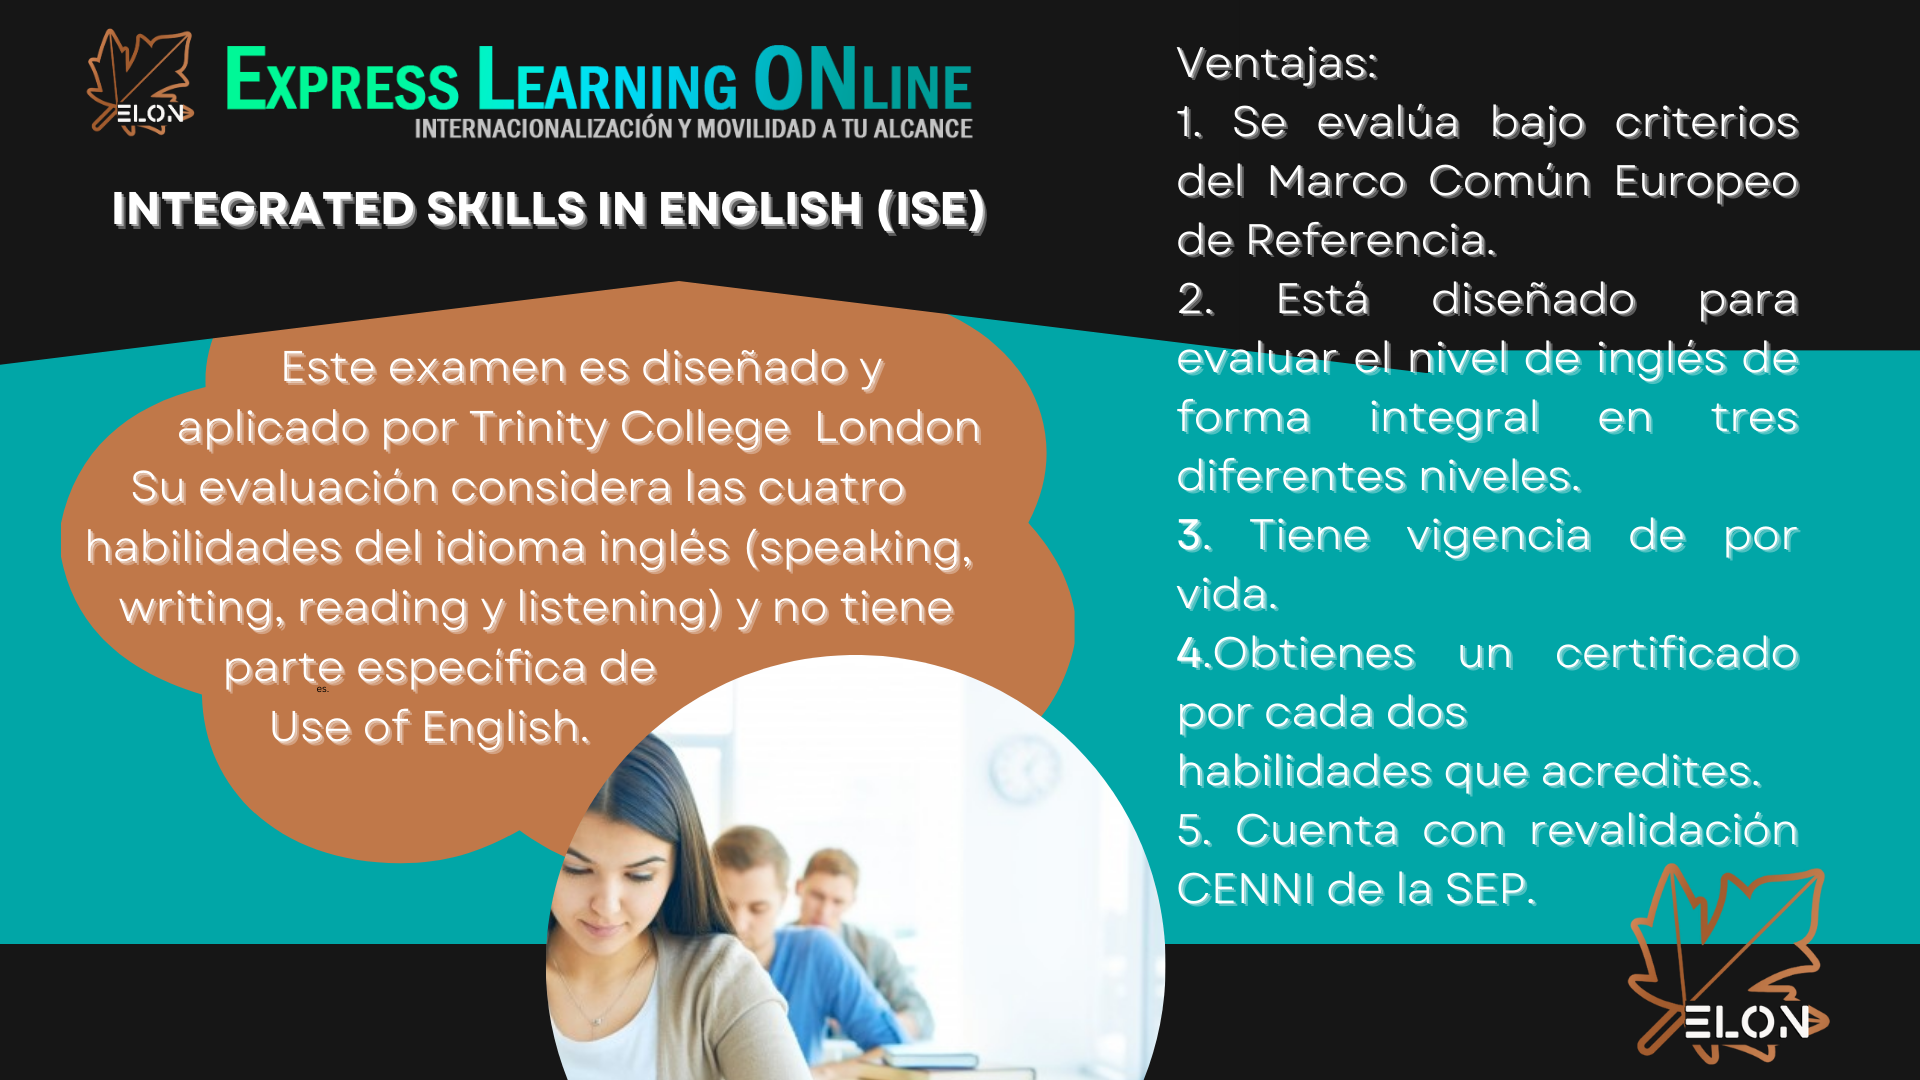 ELON
EXPRESS LEARNING ONLINE
INTERNACIONALIZACIÓN Y MOVILIDAD A TU ALCANCE
INTEGRATED SKILLS IN ENGLISH (ISE)
Este examen es diseñado y
aplicado por Trinity College London
Su evaluación considera las cuatro
habilidades del idioma inglés (speaking,
writing, reading y listening) y no tiene
parte específica de
es.
Use of English.
Ventajas:
1. Se evalúa bajo criterios
del Marco Común Europeo
de Referencia.
2. Está diseñado para
evaluar el nivel de inglés de
forma integral en tres
diferentes niveles.
3. Tiene vigencia de por
vida.
4.Obtienes un certificado
por cada dos
habilidades que acredites.
5. Cuenta con revalidación
CENNI de la SEP.
ELON